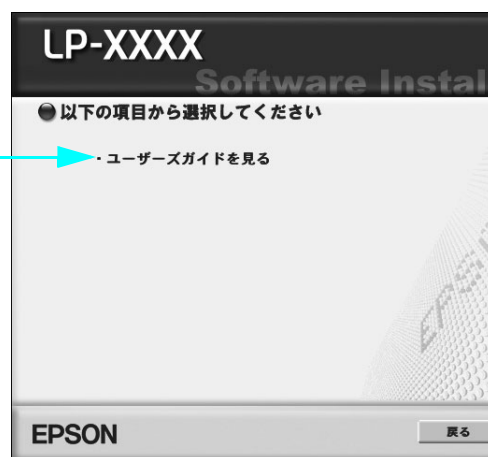 LP-XXXX
Software Instal
以下の項目から選択してください
・ユーザーズガイドを見る
EPSON
戻る